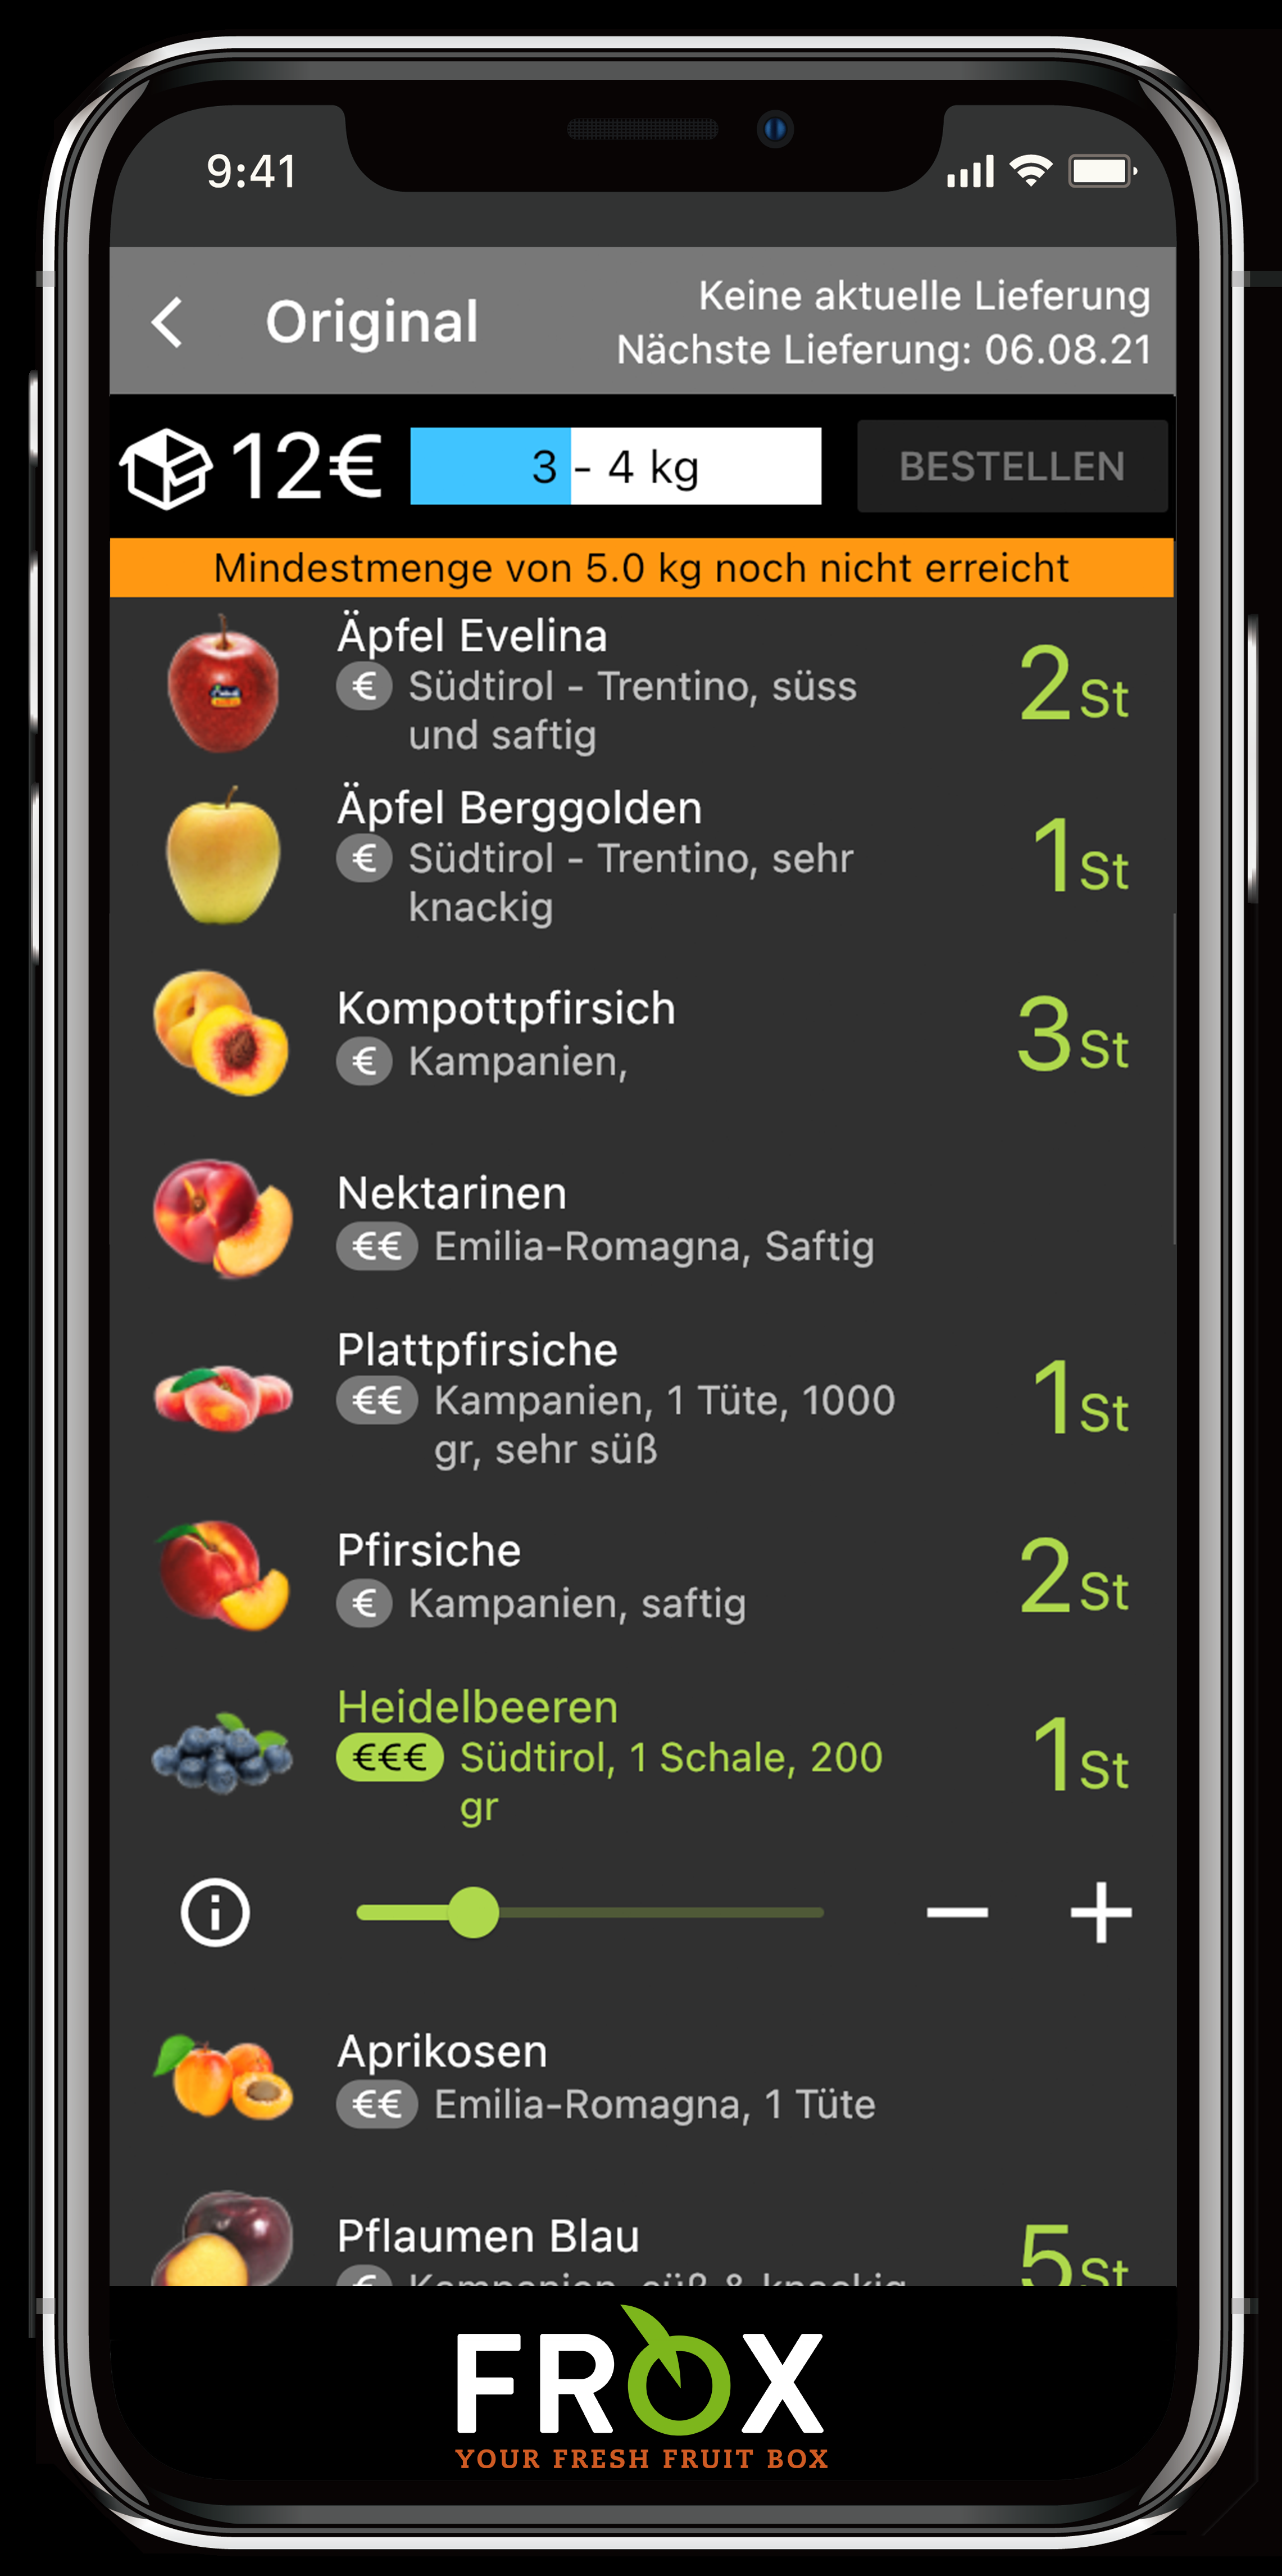 9:41
Original
Keine aktuelle Lieferung
Nächste Lieferung: 06.08.21
12€
3 - 4 kg
BESTELLEN
Mindestmenge von 5.0 kg noch nicht erreicht
Äpfel Evelina
€ Südtirol - Trentino, süss
und saftig
2 St
Äpfel Berggolden
€ Südtirol - Trentino, sehr
knackig
1 St
Kompottpfirsich
€ Kampanien,
3 St
Nektarinen
€€ Emilia-Romagna, Saftig
Plattpfirsiche
€€ Kampanien, 1 Tüte, 1000
gr, sehr süß
1 St
Pfirsiche
€ Kampanien, saftig
2 St
Heidelbeeren
€€€ Südtirol, 1 Schale, 200
gr
1 St
Aprikosen
€€ Emilia-Romagna, 1 Tüte
Pflaumen Blau
€ Kampanien, süß & knackig
5 St
FROX
YOUR FRESH FRUIT BOX